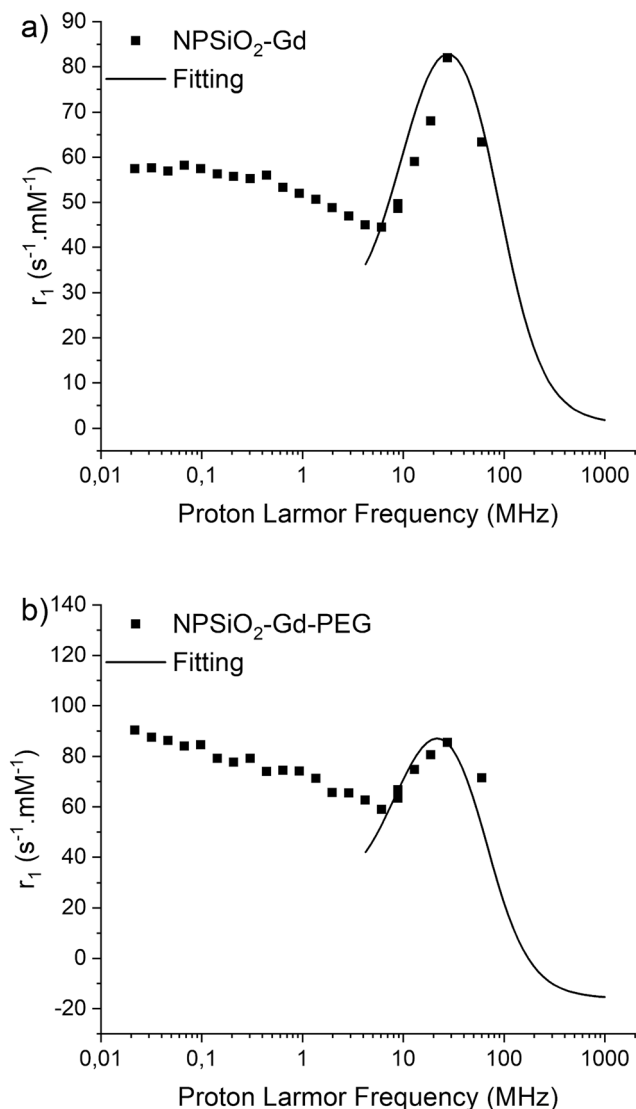 a)
NPSiO₂-Gd
Fitting
90
80
70
60
50
40
30
20
10
0
r₁ (s⁻¹.mM⁻¹)
0,01 0,1 1 10 100 1000
Proton Larmor Frequency (MHz)
b)
140
NPSiO₂-Gd-PEG
Fitting
120
100
80
60
40
20
0
-20
r₁ (s⁻¹.mM⁻¹)
0,01 0,1 1 10 100 1000
Proton Larmor Frequency (MHz)